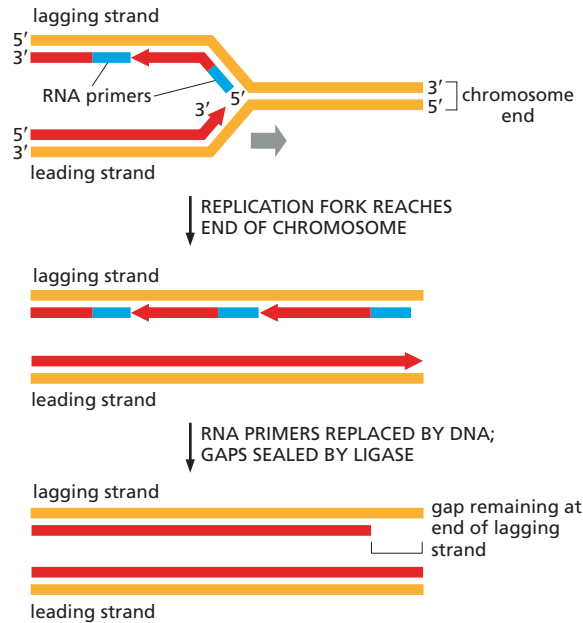 lagging strand
5′
3′
RNA primers
5′
3′
3′
5′
chromosome
end
5′
3′
leading strand
REPLICATION FORK REACHES
END OF CHROMOSOME
lagging strand
leading strand
RNA PRIMERS REPLACED BY DNA;
GAPS SEALED BY LIGASE
lagging strand
gap remaining at
end of lagging
strand
leading strand